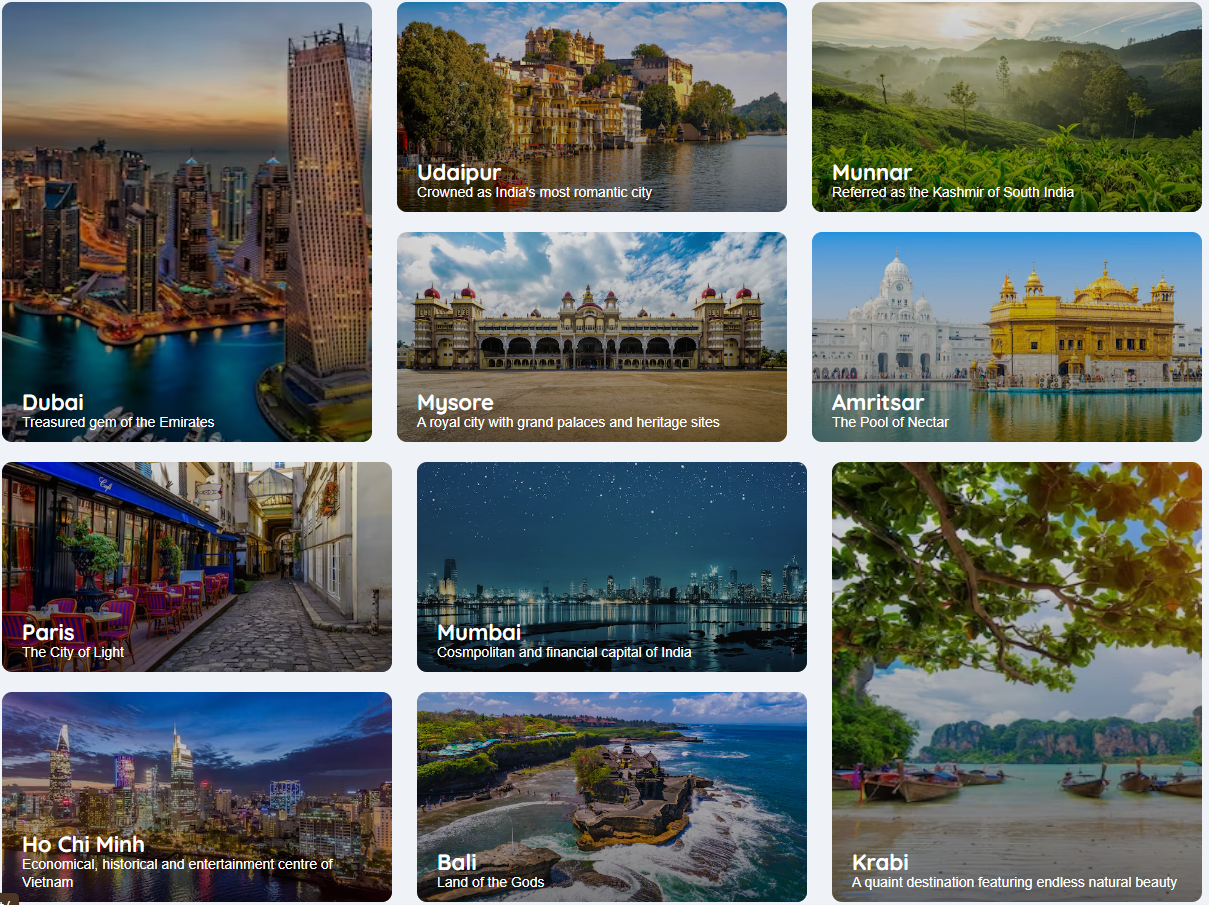 Dubai
Treasured gem of the Emirates
Udaipur
Crowned as India's most romantic city
Munnar
Referred as the Kashmir of South India
Mysore
A royal city with grand palaces and heritage sites
Amritsar
The Pool of Nectar
Café
Paris
The City of Light
Mumbai
Cosmpolitan and financial capital of India
Ho Chi Minh
Economical, historical and entertainment centre of
Vietnam
Bali
Land of the Gods
Krabi
A quaint destination featuring endless natural beauty